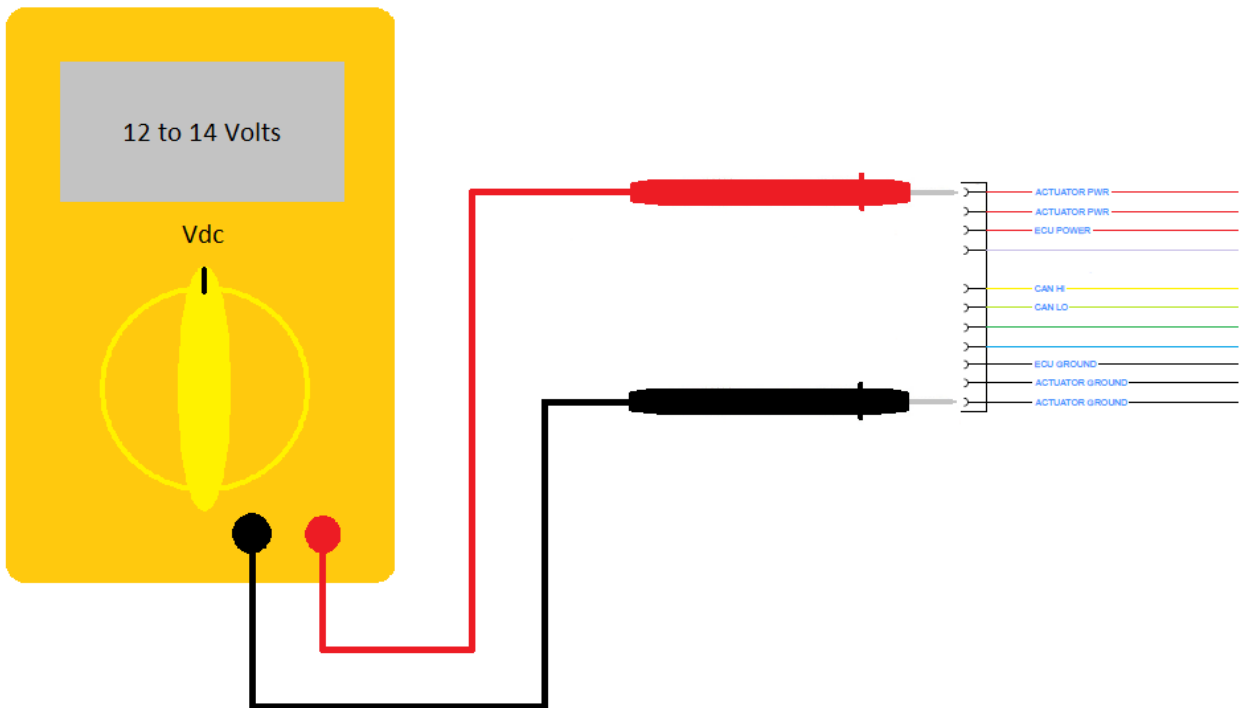 12 to 14 Volts
Vdc
ACTUATOR PWR
ACTUATOR PWR
ECU POWER
CAN HI
CAN LO
ECU GROUND
ACTUATOR GROUND
ACTUATOR GROUND